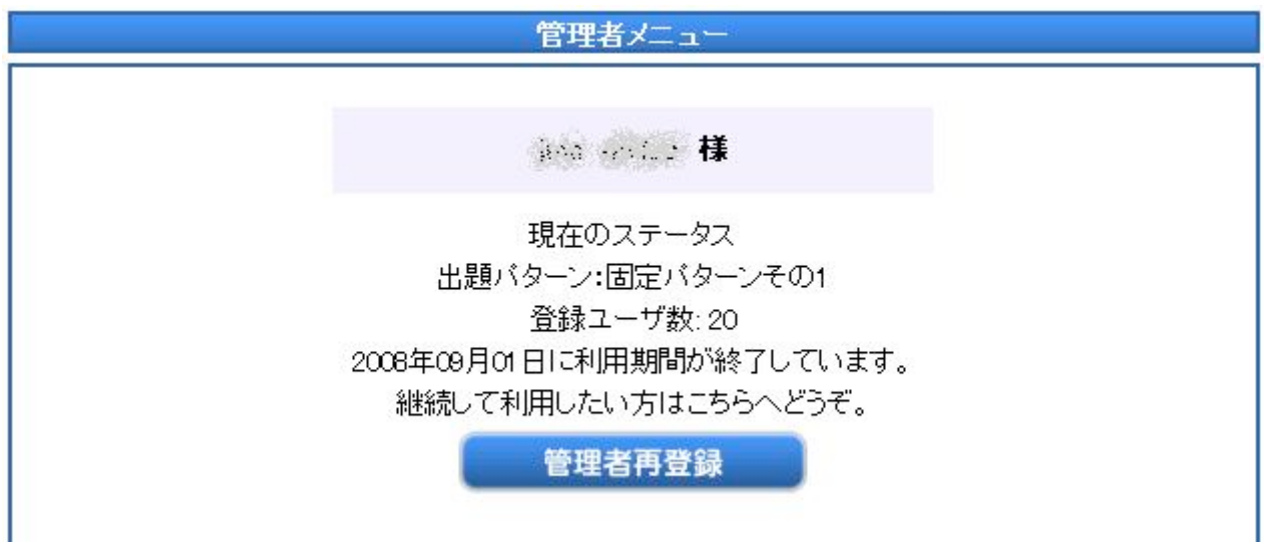 管理者メニュー
様
現在のステータス
出題パターン:固定パターンその1
登録ユーザ数: 20
2008年09月01日に利用期間が終了しています。
継続して利用したい方はこちらへどうぞ。
管理者再登録